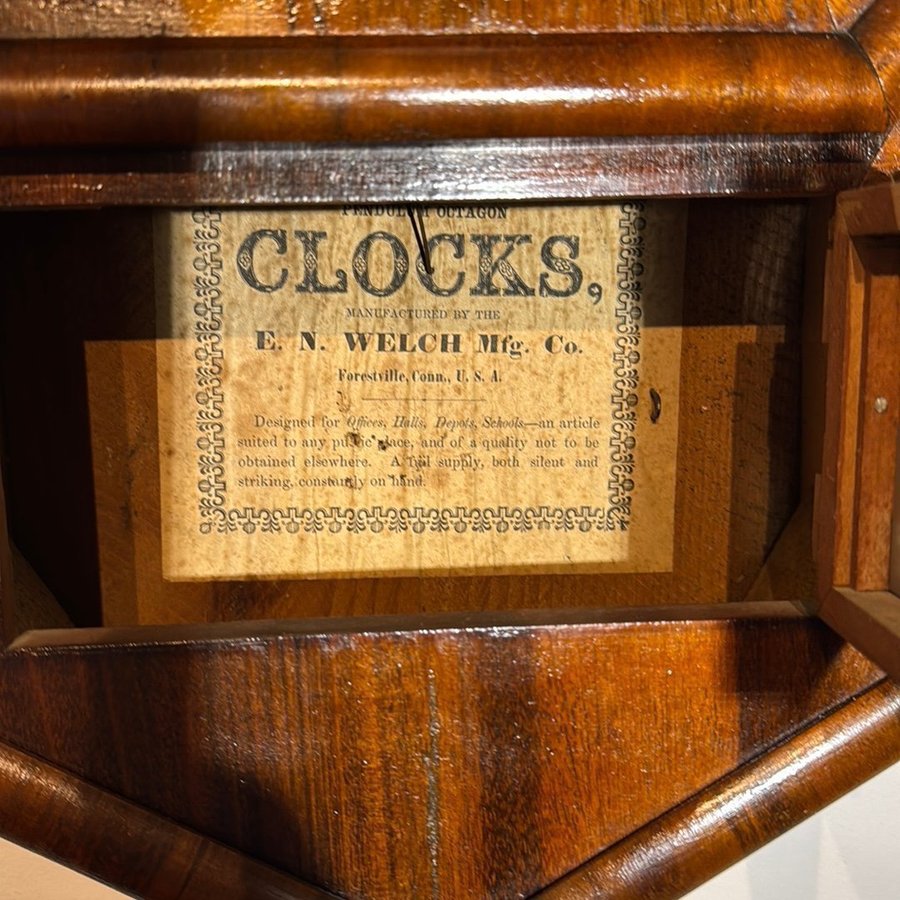 PENDULUM OCTAGON
CLOCKS,
MANUFACTURED BY THE
E. N. WELCH Mfg. Co.
Forestville, Conn., U. S. A.
Designed for Offices, Halls, Depots, Schools—an article
suited to any public place, and of a quality not to be
obtained elsewhere. A full supply, both silent and
striking, constantly on hand.